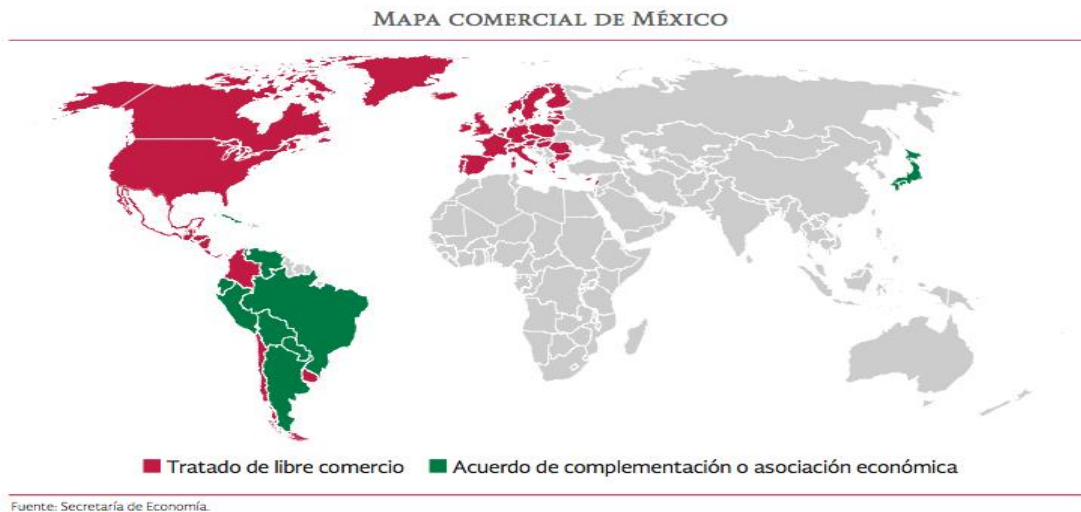 MAPA COMERCIAL DE MÉXICO
Tratado de libre comercio Acuerdo de complementación o asociación económica
Fuente: Secretaría de Economía.